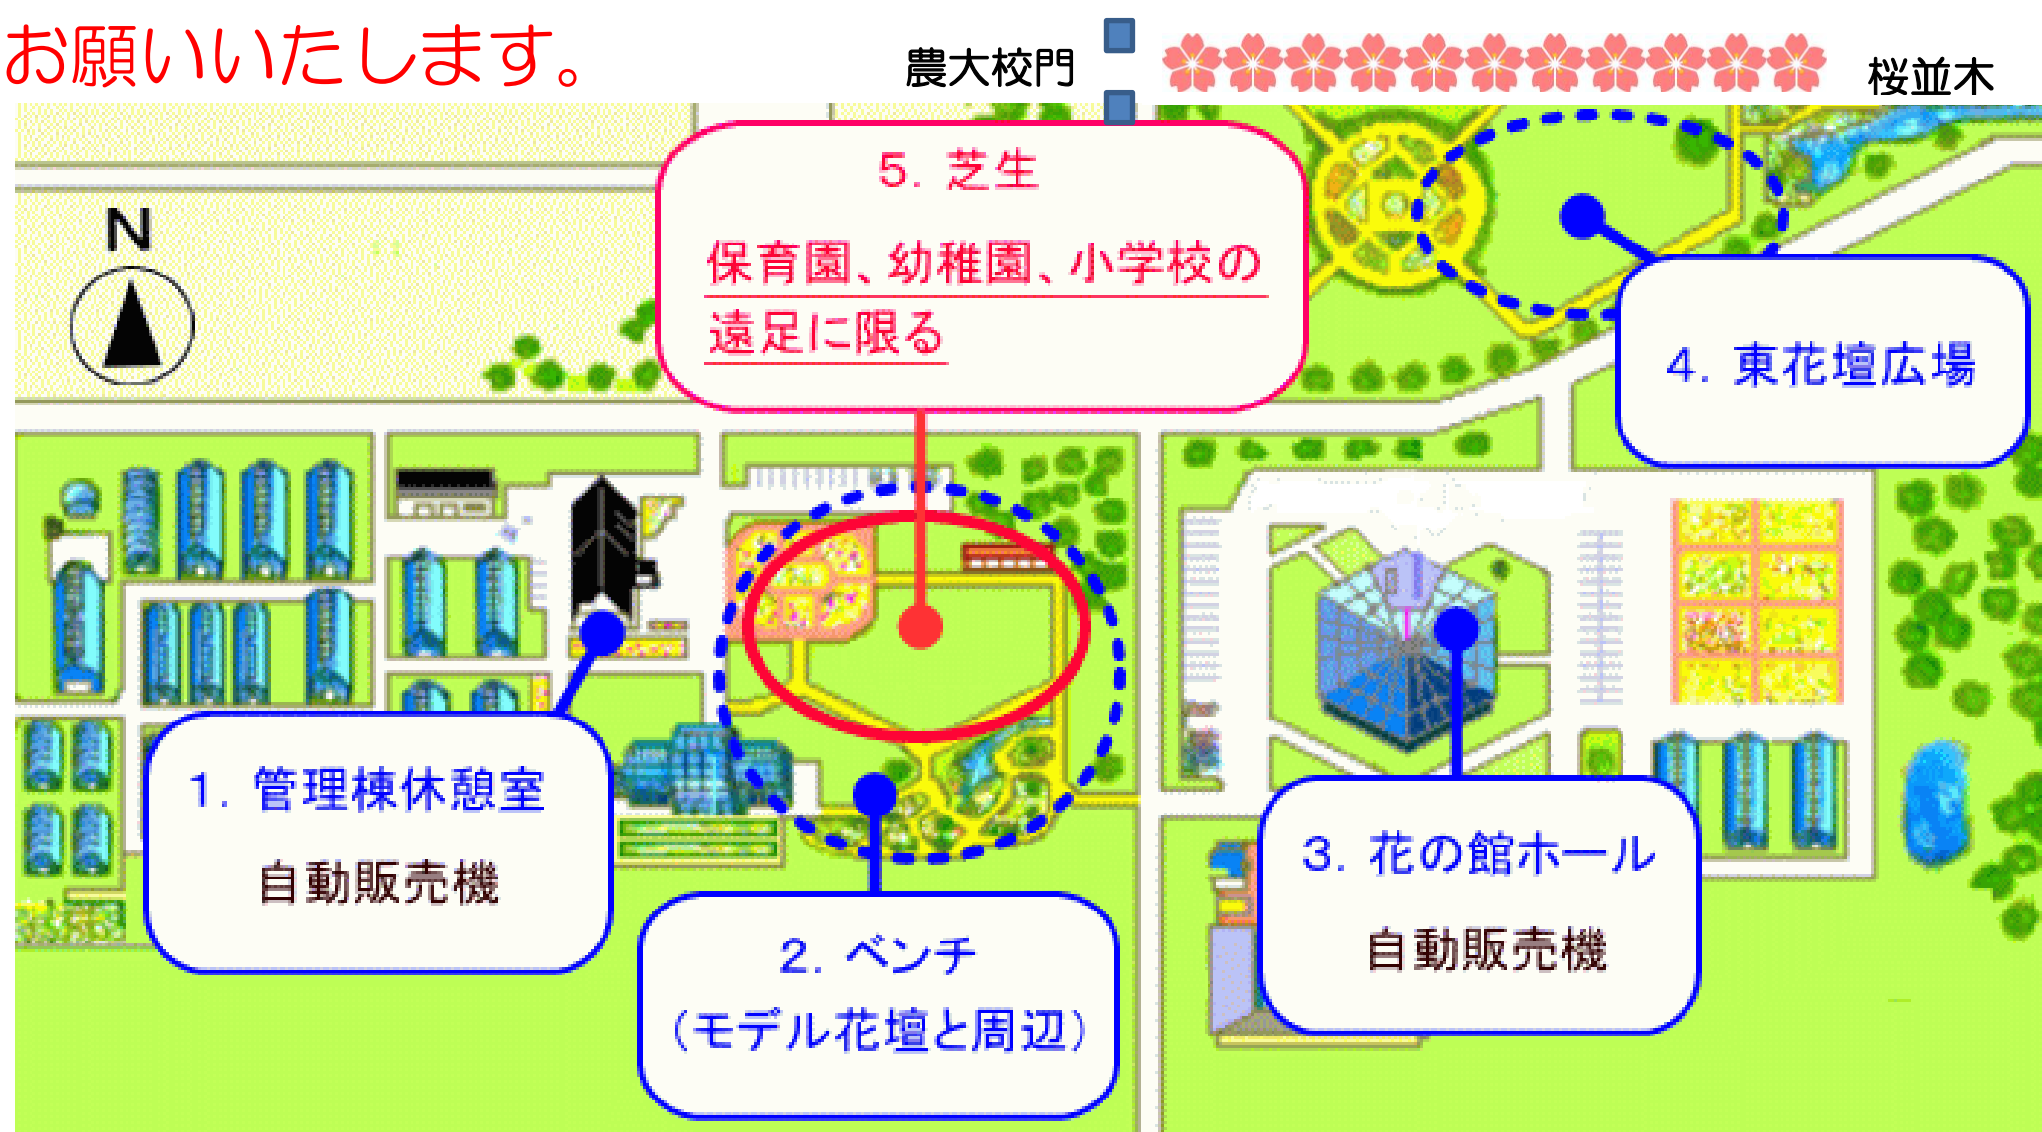 お願いいたします。
農大校門
桜並木
N
5. 芝生
保育園、幼稚園、小学校の
遠足に限る
4. 東花壇広場
1. 管理棟休憩室
自動販売機
2. ベンチ
(モデル花壇と周辺)
3. 花の館ホール
自動販売機